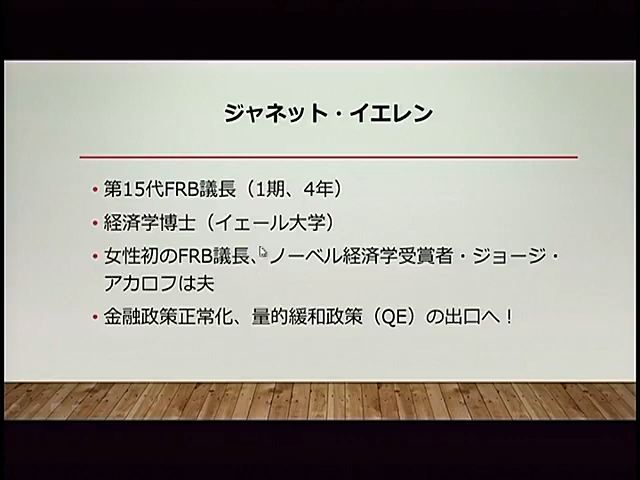 ジャネット・イエレン
• 第15代FRB議長（1期、4年）
• 経済学博士（イェール大学）
• 女性初のFRB議長、ノーベル経済学受賞者・ジョージ・
アカロフは夫
• 金融政策正常化、量的緩和政策（QE）の出口へ！